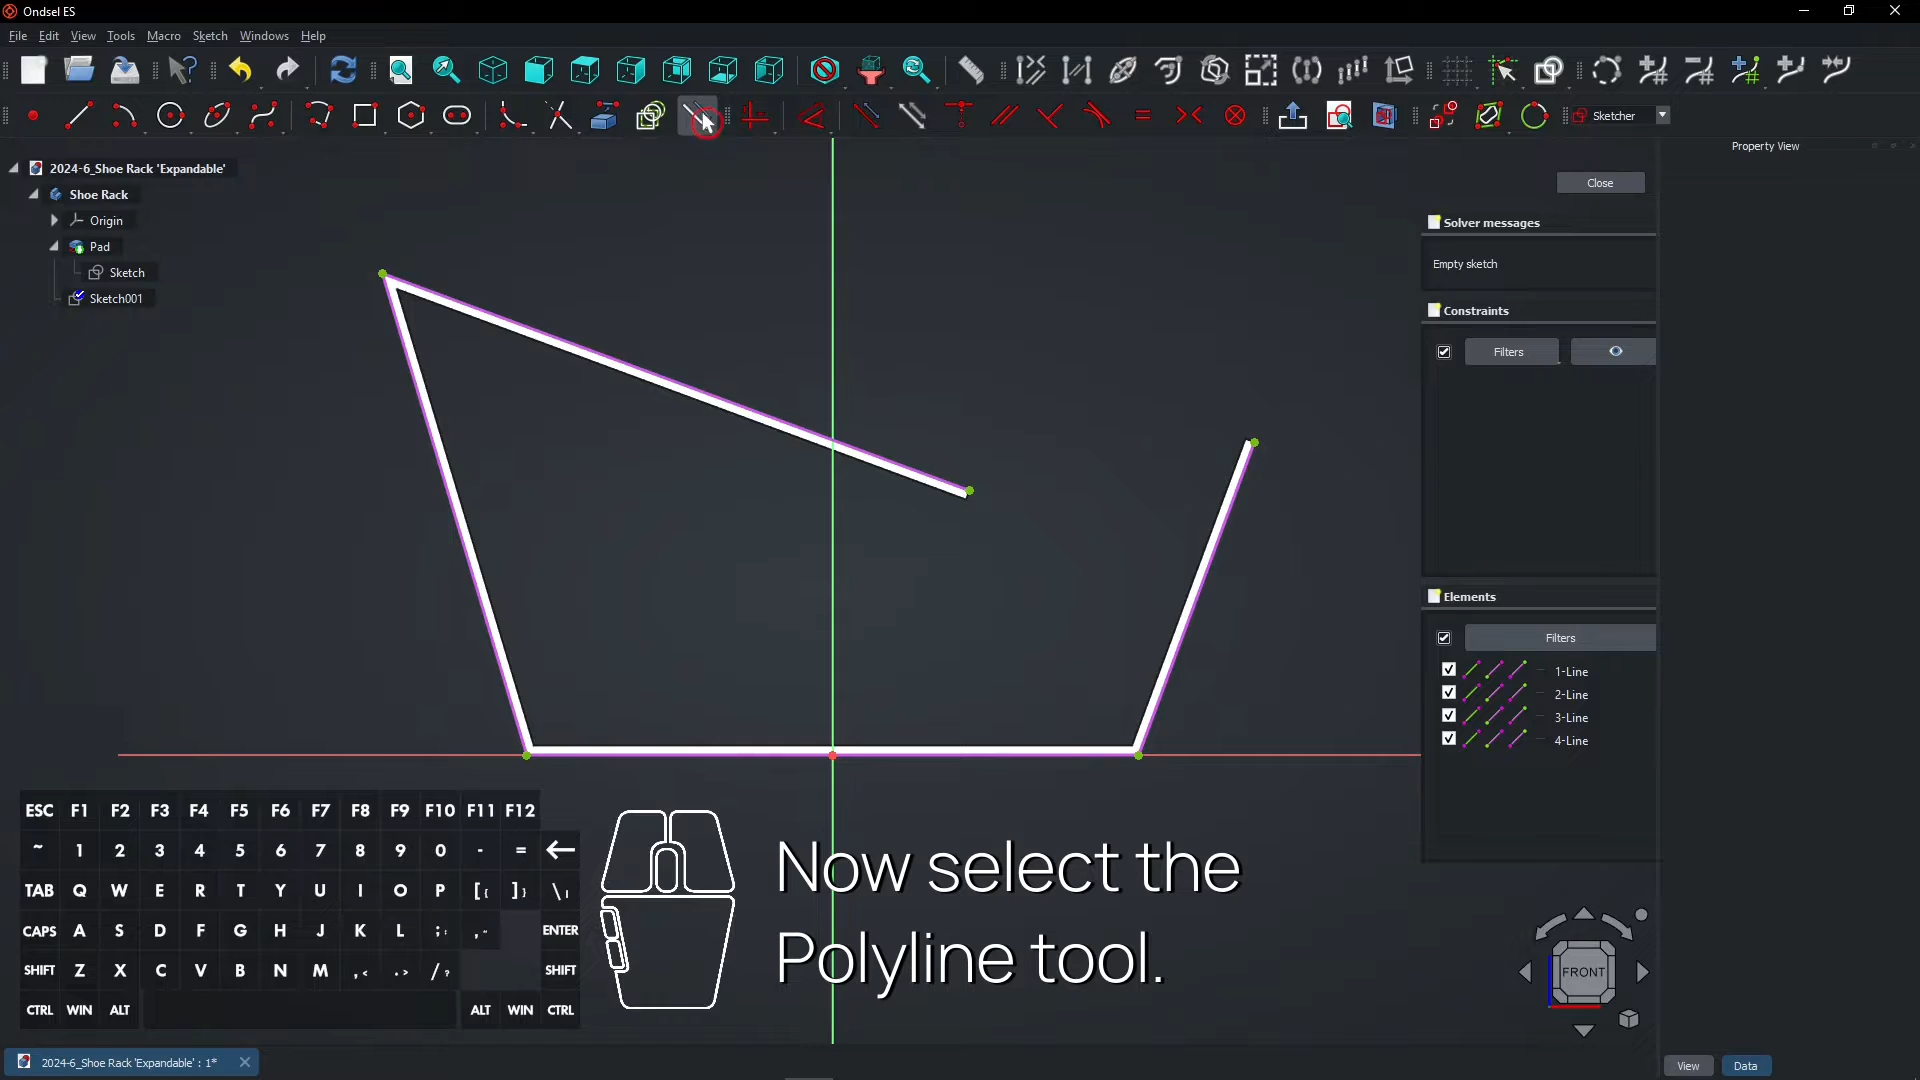 Ondsel ES
File Edit View Tools Macro Sketch Windows Help
Sketcher
2024-6_Shoe Rack 'Expandable'
Shoe Rack
Origin
Pad
Sketch
Sketch001
Property View
Close
Solver messages
Empty sketch
Constraints
Filters
Elements
Filters
1-Line
2-Line
3-Line
4-Line
ESC F1 F2 F3 F4 F5 F6 F7 F8 F9 F10 F11 F12
~ 1 2 3 4 5 6 7 8 9 0 - =
TAB Q W E R T Y U I O P [{ ]} \|
CAPS A S D F G H J K L ;: ," ENTER
SHIFT Z X C V B N M ,< .> /? SHIFT
CTRL WIN ALT ALT WIN CTRL
Now select the
Polyline tool.
FRONT
2024-6_Shoe Rack 'Expandable' : 1*
View Data